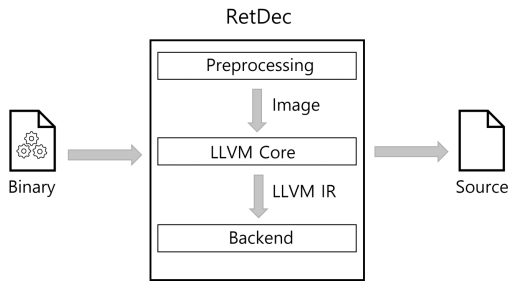 RetDec
Preprocessing
Image
LLVM Core
LLVM IR
Backend
Binary
Source